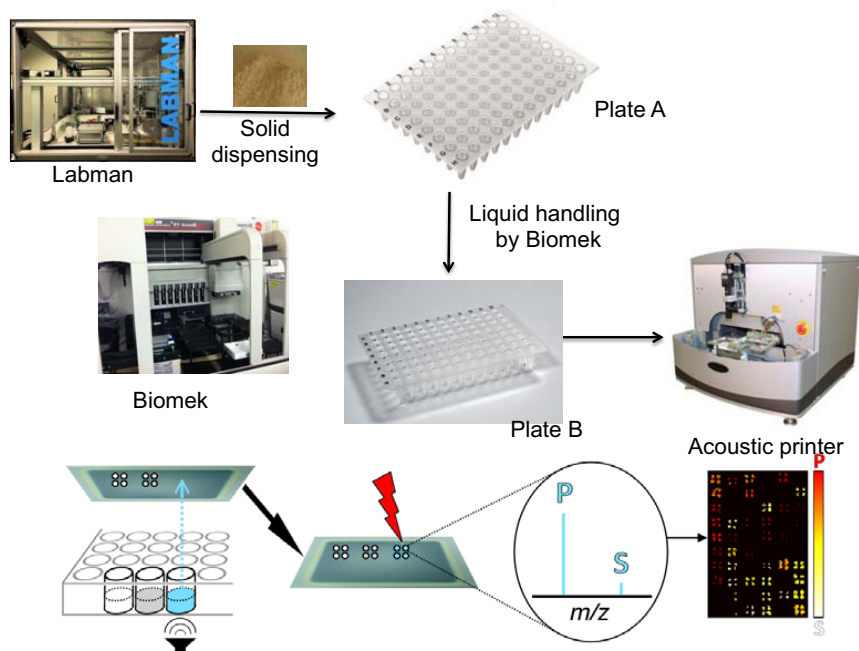 LABMAN
Labman
Solid
dispensing
Plate A
Liquid handling
by Biomek
Biomek
Plate B
Acoustic printer
P
S
m/z
P
S